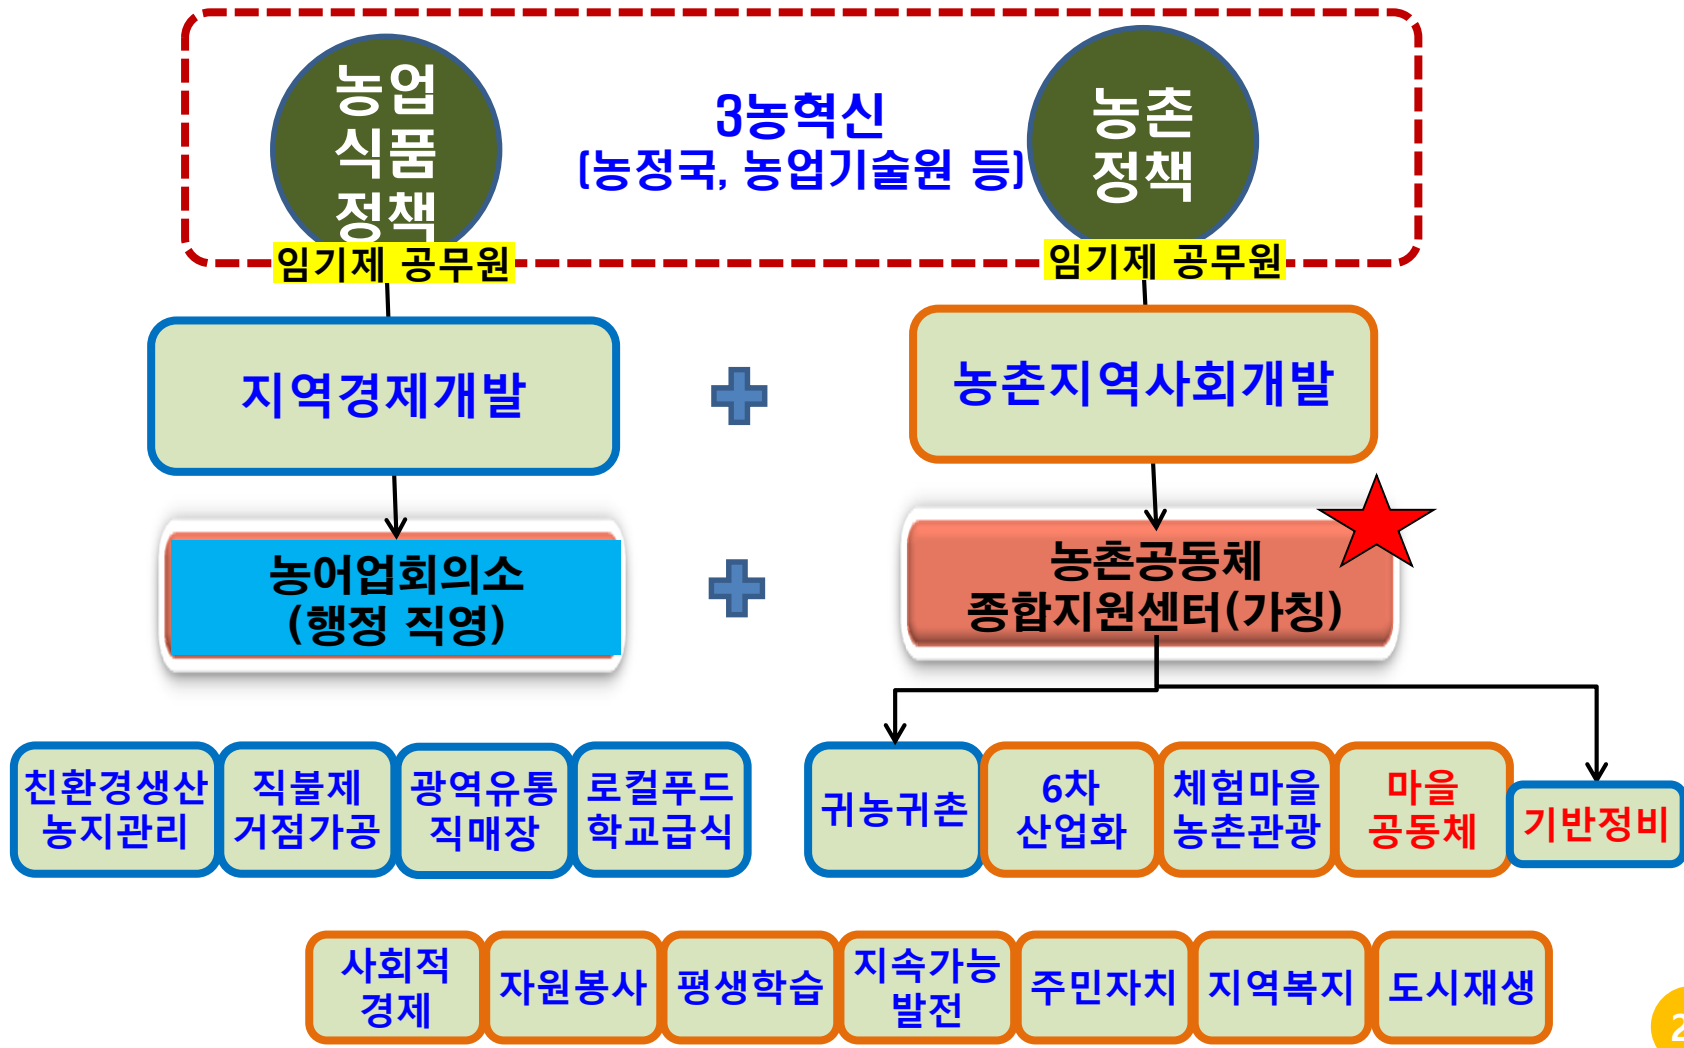 농업
식품
정책
3농혁신
(농정국, 농업기술원 등)
농촌
정책
임기제 공무원
임기제 공무원
지역경제개발
농촌지역사회개발
농어업회의소
(행정 직영)
농촌공동체
종합지원센터(가칭)
친환경생산
농지관리
직불제
거점가공
광역유통
직매장
로컬푸드
학교급식
귀농귀촌
6차
산업화
체험마을
농촌관광
마을
공동체
기반정비
사회적
경제
자원봉사
평생학습
지속가능
발전
주민자치
지역복지
도시재생